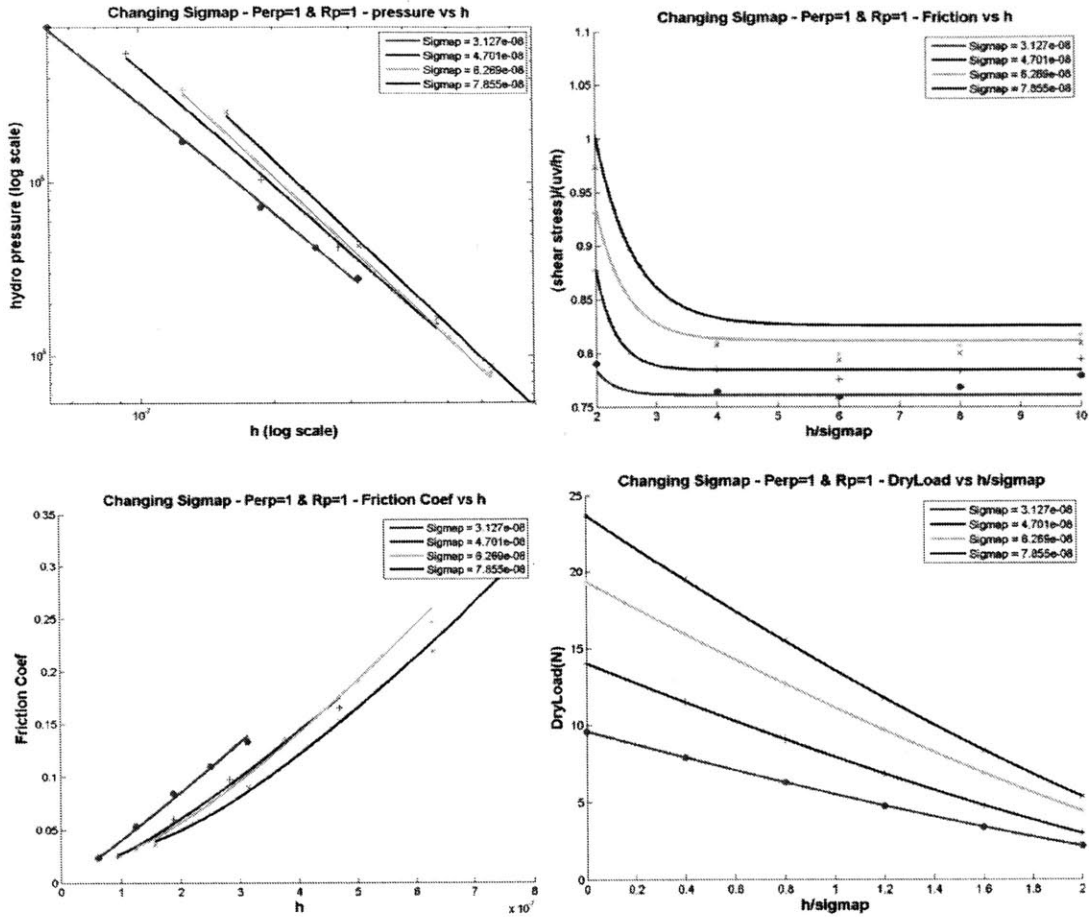 Changing Sigmap - Perp=1 & Rp=1 - pressure vs h
Sigmap = 3.127e-08
Sigmap = 4.701e-08
Sigmap = 6.269e-08
Sigmap = 7.855e-08
hydro pressure (log scale)
10^-7
h (log scale)
Changing Sigmap - Perp=1 & Rp=1 - Friction vs h
Sigmap = 3.127e-08
Sigmap = 4.701e-08
Sigmap = 6.269e-08
Sigmap = 7.855e-08
(shear stress)/(uv/h)
1.1
1.05
1
0.95
0.9
0.85
0.8
0.75
2 3 4 5 6 7 8 9 10
h/sigmap
Changing Sigmap - Perp=1 & Rp=1 - Friction Coef vs h
Sigmap = 3.127e-08
Sigmap = 4.701e-08
Sigmap = 6.269e-08
Sigmap = 7.855e-08
Friction Coef
0.35
0.3
0.25
0.2
0.15
0.1
0.05
0
0 1 2 3 4 5 6 7 8
x 10^-7
h
Changing Sigmap - Perp=1 & Rp=1 - DryLoad vs h/sigmap
Sigmap = 3.127e-08
Sigmap = 4.701e-08
Sigmap = 6.269e-08
Sigmap = 7.855e-08
DryLoad(N)
25
20
15
10
5
0
0 0.4 0.8 1.2 1.6 2
h/sigmap